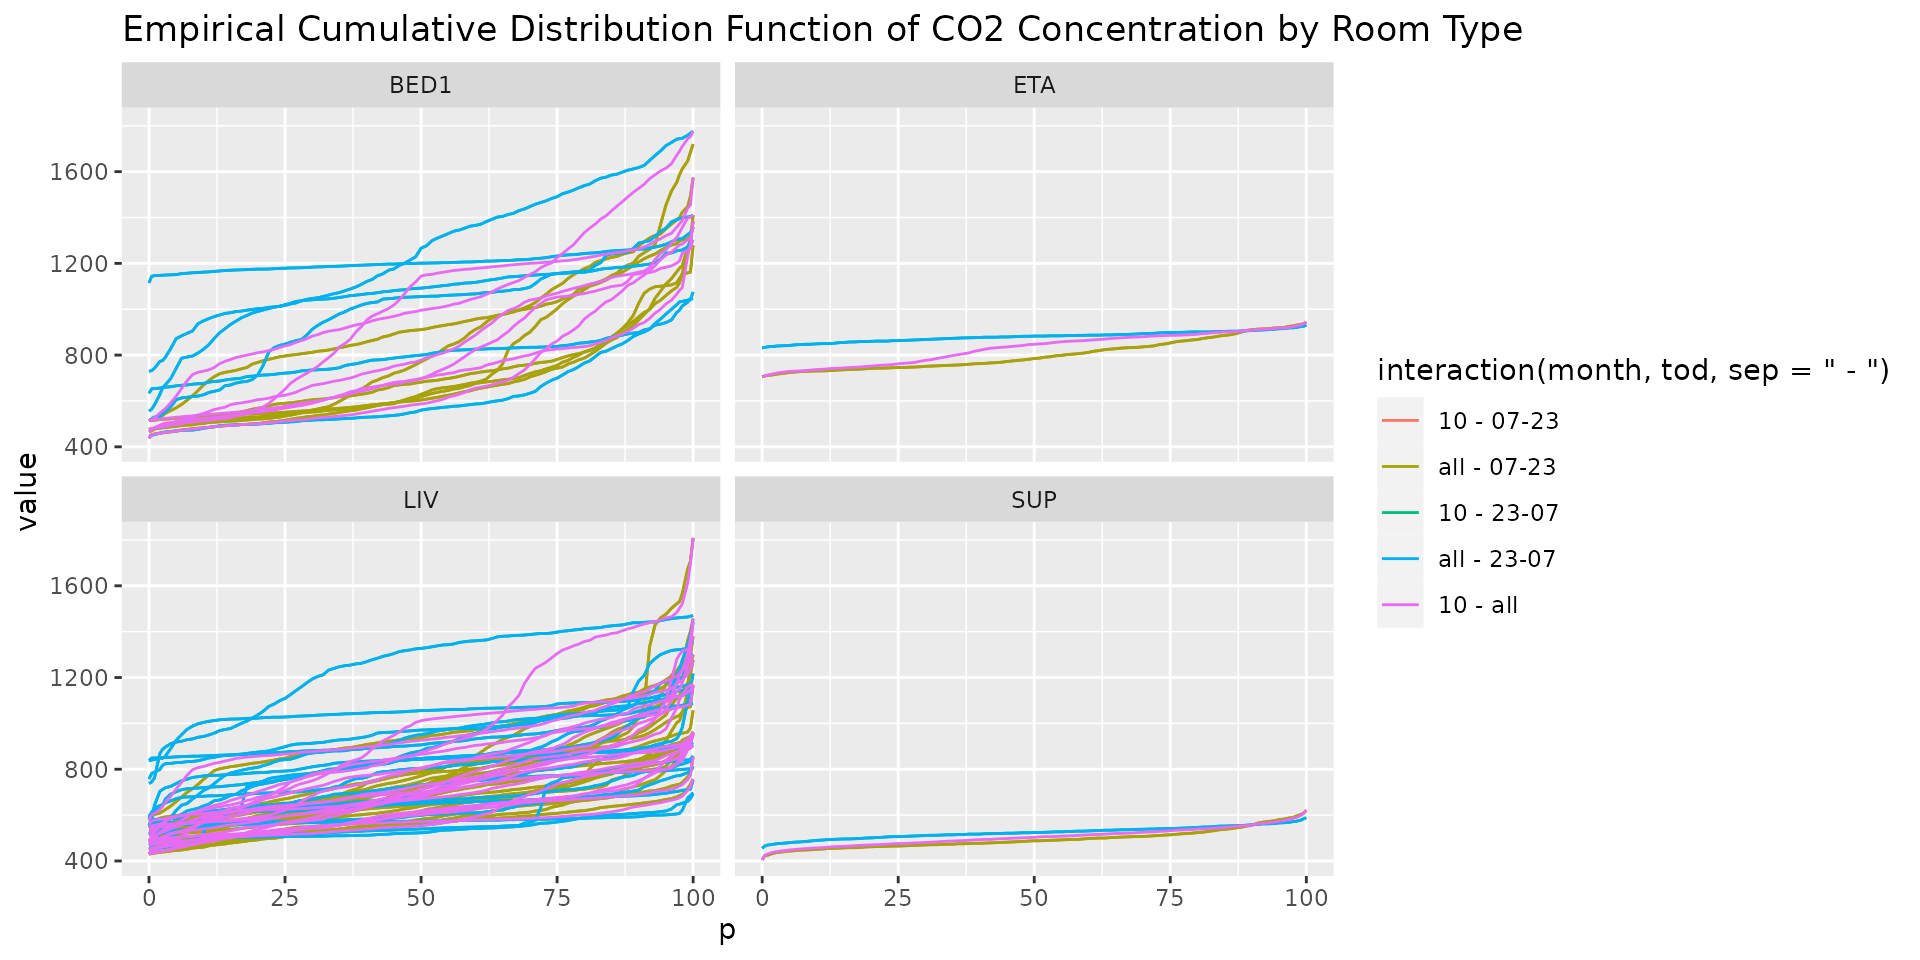 Empirical Cumulative Distribution Function of CO2 Concentration by Room Type
BED1
ETA
1600
1200
800
400
LIV
SUP
1600
1200
800
400
0 25 50 75 100
0 25 50 75 100
p
value
interaction(month, tod, sep = " - ")
10 - 07-23
all - 07-23
10 - 23-07
all - 23-07
10 - all